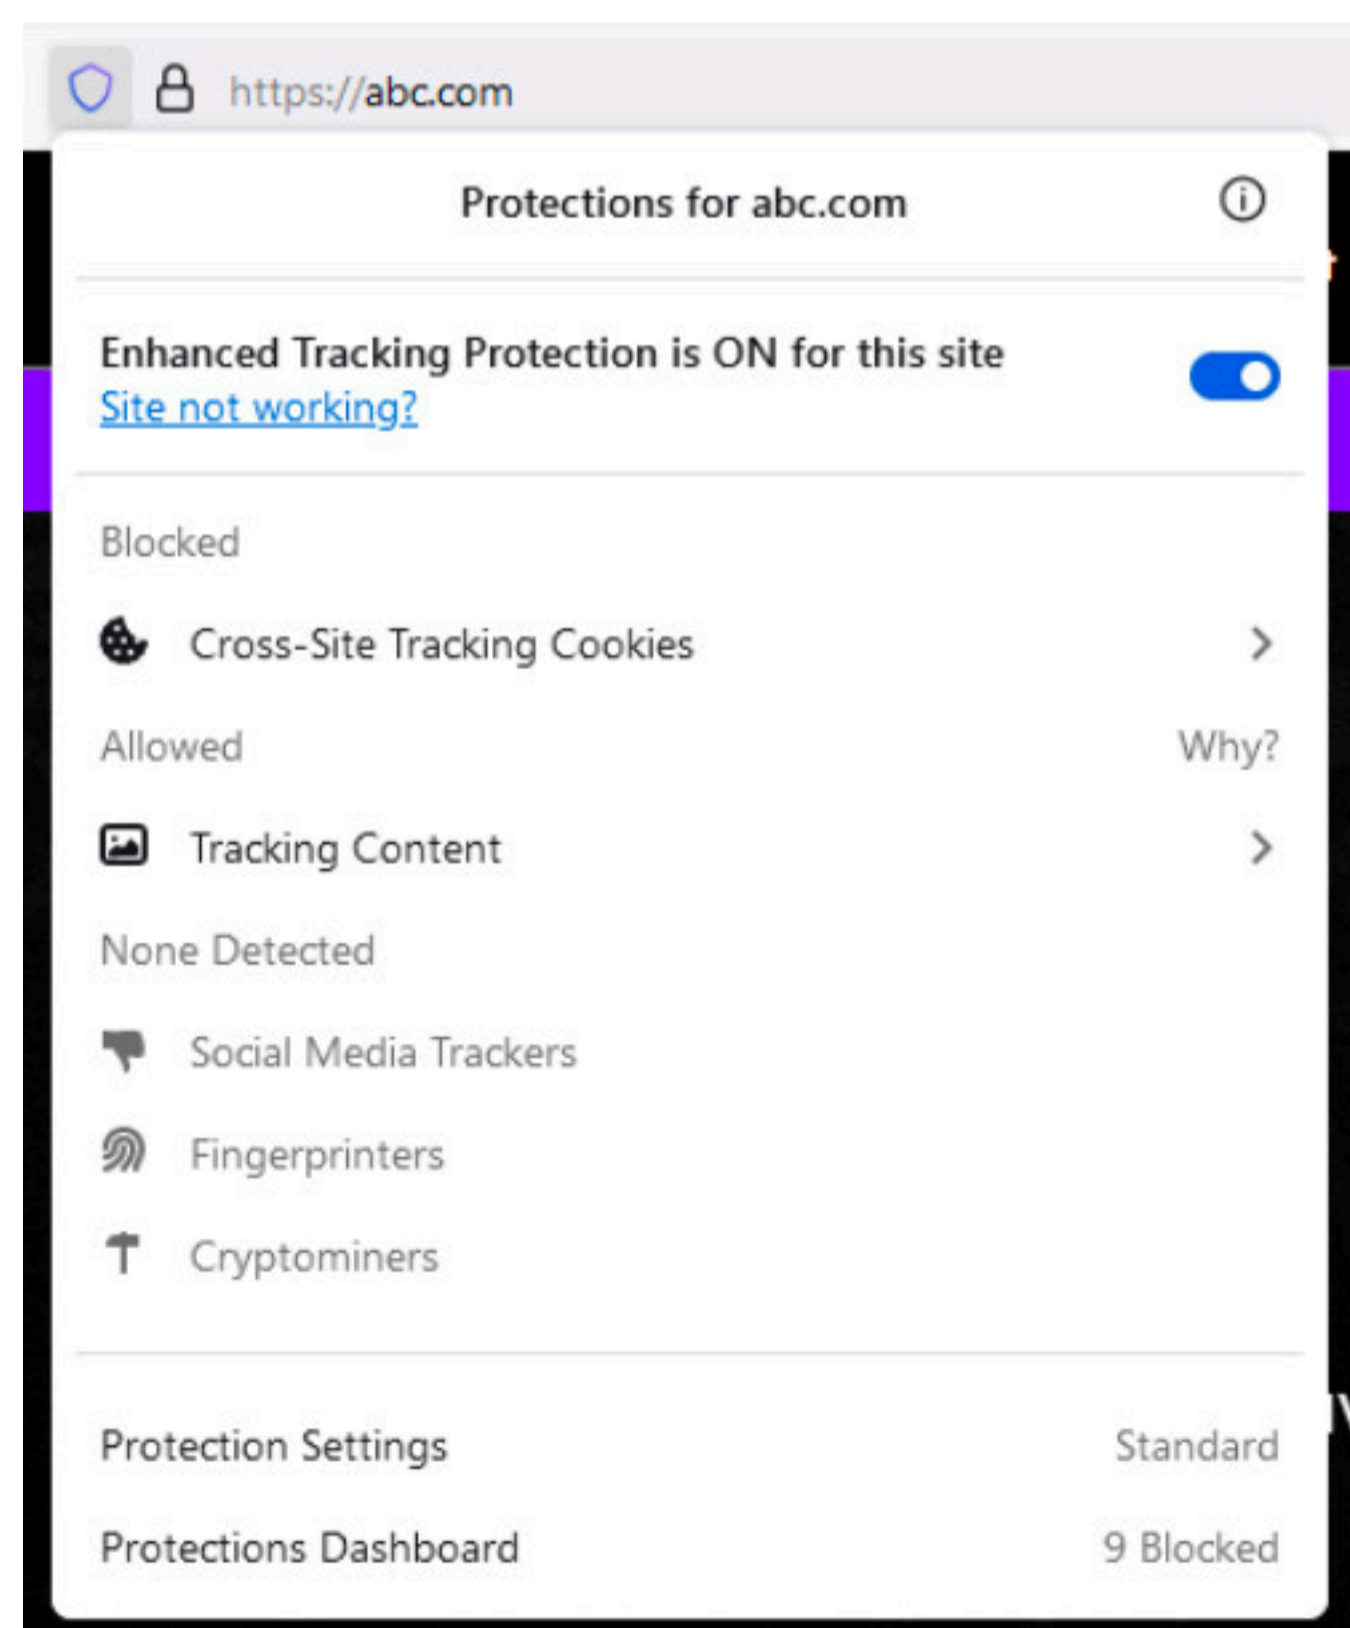 https://abc.com
Protections for abc.com
Enhanced Tracking Protection is ON for this site
Site not working?
Blocked
Cross-Site Tracking Cookies
Allowed Why?
Tracking Content
None Detected
Social Media Trackers
Fingerprinters
Cryptominers
Protection Settings Standard
Protections Dashboard 9 Blocked